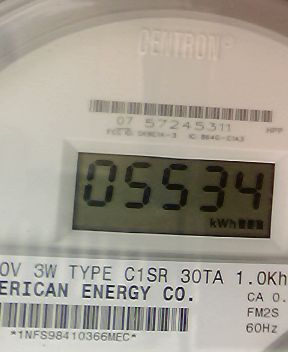 CENTRON®
07 57245311
HPP
05534
kWh
0V 3W TYPE C1SR 30TA 1.0Kh
ERICAN ENERGY CO.
CA 0.
FM2S
60Hz
*1NFS98410366MEC*